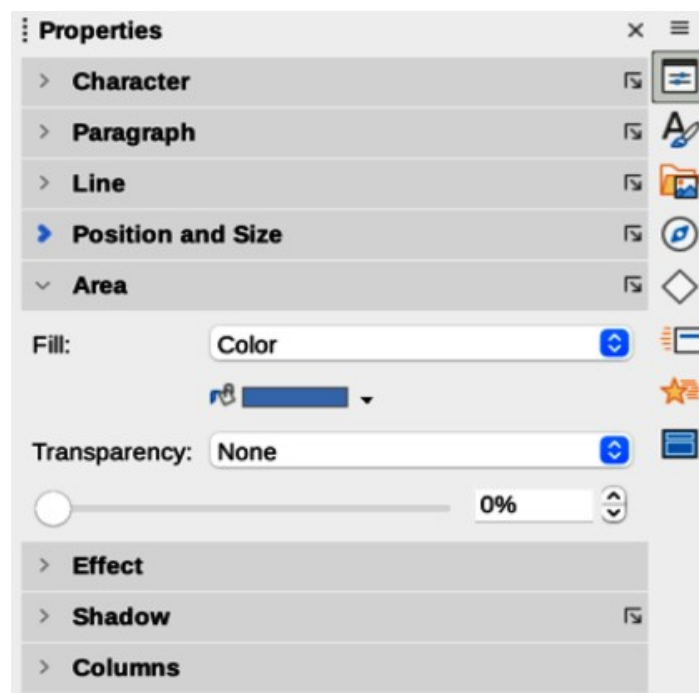 Properties
Character
Paragraph
Line
Position and Size
Area
Fill: Color
Transparency: None
0%
Effect
Shadow
Columns